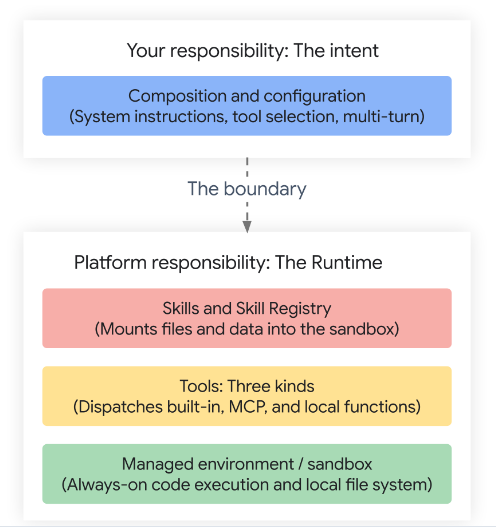 Your responsibility: The intent
Composition and configuration
(System instructions, tool selection, multi-turn)
The boundary
Platform responsibility: The Runtime
Skills and Skill Registry
(Mounts files and data into the sandbox)
Tools: Three kinds
(Dispatches built-in, MCP, and local functions)
Managed environment / sandbox
(Always-on code execution and local file system)